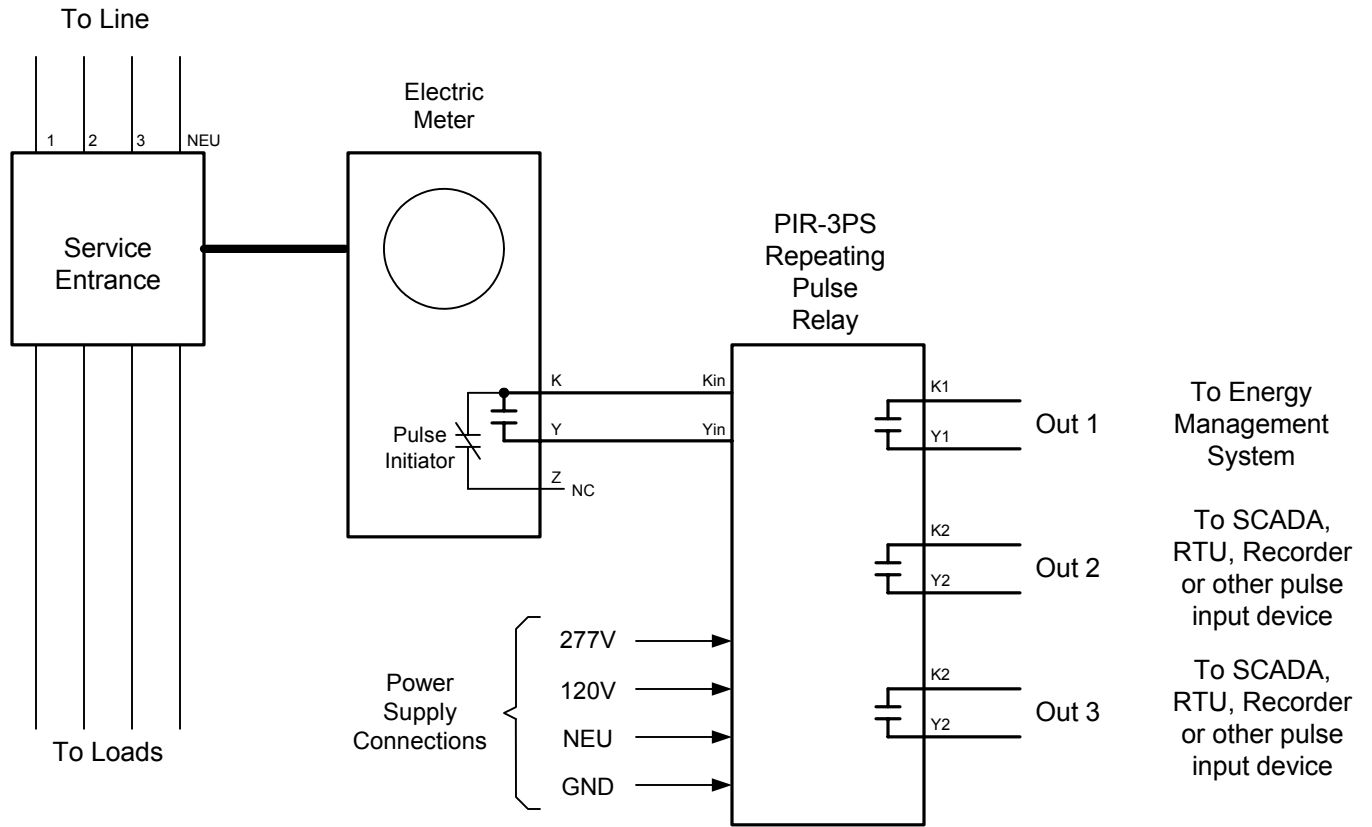 To Line
1 2 3 NEU
Service
Entrance
To Loads
Electric
Meter
Pulse
Initiator
K
Y
Z
NC
PIR-3PS
Repeating
Pulse
Relay
Kin
Yin
Power
Supply
Connections
277V
120V
NEU
GND
K1
Y1
Out 1
To Energy
Management
System
K2
Y2
Out 2
To SCADA,
RTU, Recorder
or other pulse
input device
K2
Y2
Out 3
To SCADA,
RTU, Recorder
or other pulse
input device